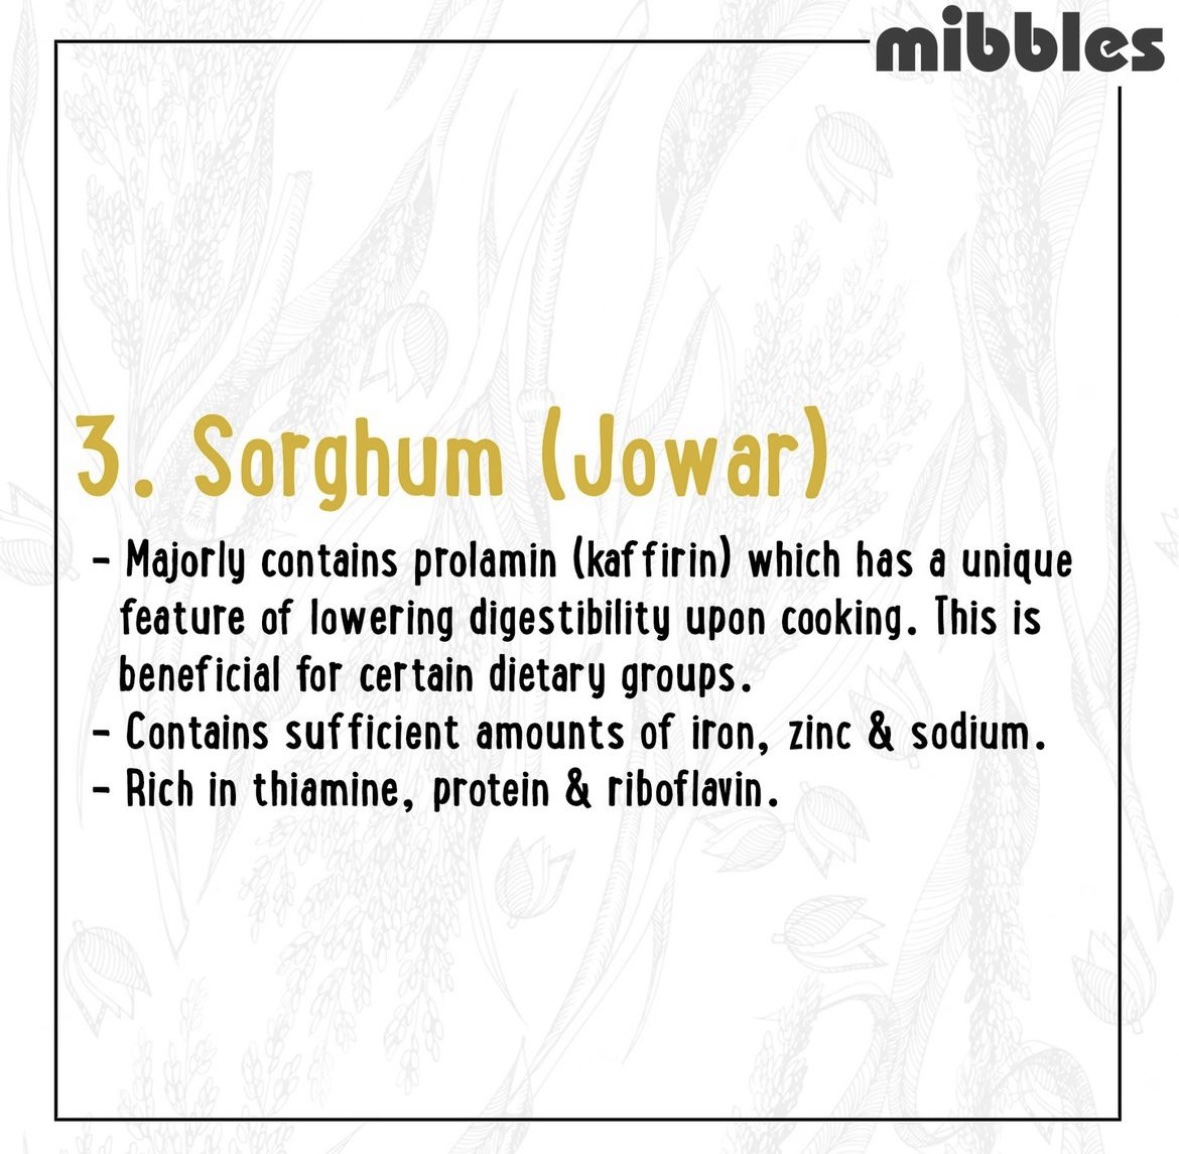 mibbles
3. Sorghum (Jowar)
- Majorly contains prolamin (kaffirin) which has a unique
feature of lowering digestibility upon cooking. This is
beneficial for certain dietary groups.
- Contains sufficient amounts of iron, zinc & sodium.
- Rich in thiamine, protein & riboflavin.